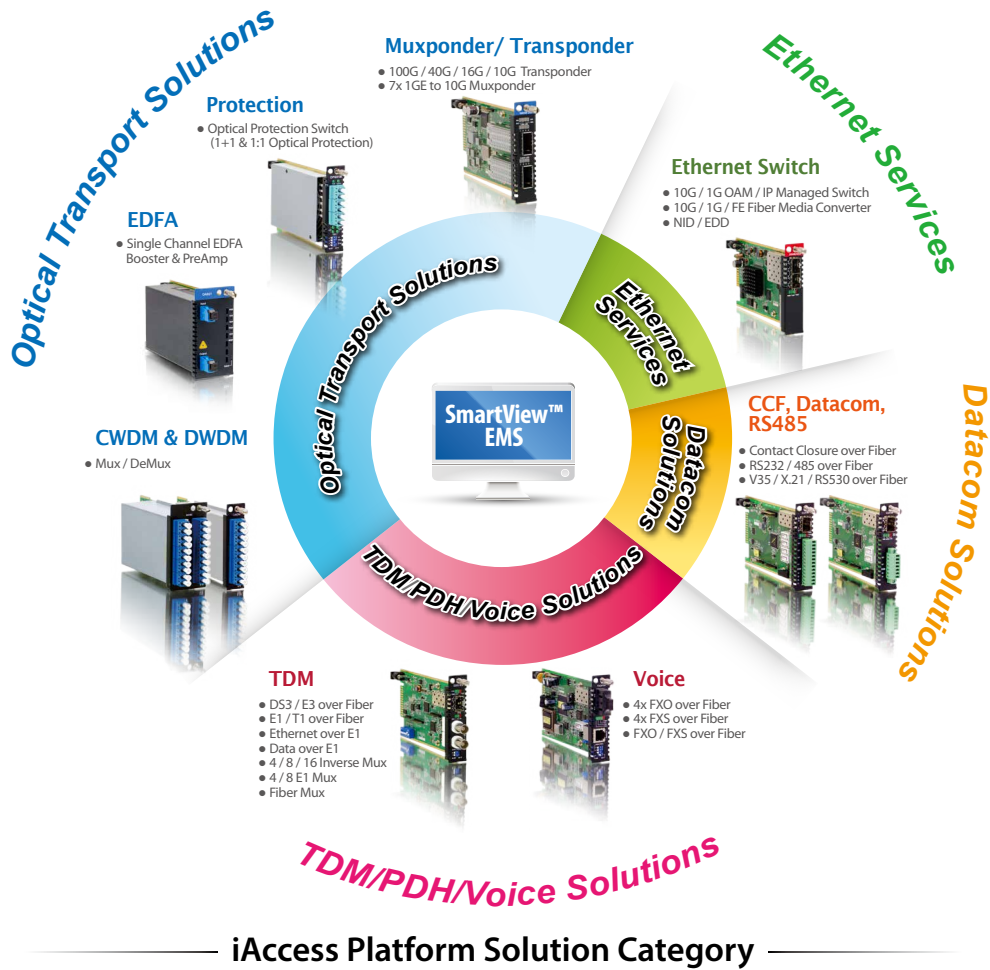 Optical Transport Solutions
Muxponder/ Transponder
● 100G / 40G / 16G / 10G Transponder
● 7x 1GE to 10G Muxponder
Protection
● Optical Protection Switch
(1+1 & 1:1 Optical Protection)
EDFA
● Single Channel EDFA
Booster & PreAmp
CWDM & DWDM
● Mux / DeMux
Ethernet Services
Ethernet Switch
● 10G / 1G OAM / IP Managed Switch
● 10G / 1G / FE Fiber Media Converter
● NID / EDD
Optical Transport Solutions
Ethernet
Services
Datacom
Solutions
TDM/PDH/Voice Solutions
SmartView™
EMS
Datacom Solutions
CCF, Datacom,
RS485
● Contact Closure over Fiber
● RS232 / 485 over Fiber
● V35 / X.21 / RS530 over Fiber
TDM
● DS3 / E3 over Fiber
● E1 / T1 over Fiber
● Ethernet over E1
● Data over E1
● 4 / 8 / 16 Inverse Mux
● 4 / 8 E1 Mux
● Fiber Mux
Voice
● 4x FXO over Fiber
● 4x FXS over Fiber
● FXO / FXS over Fiber
TDM/PDH/Voice Solutions
iAccess Platform Solution Category